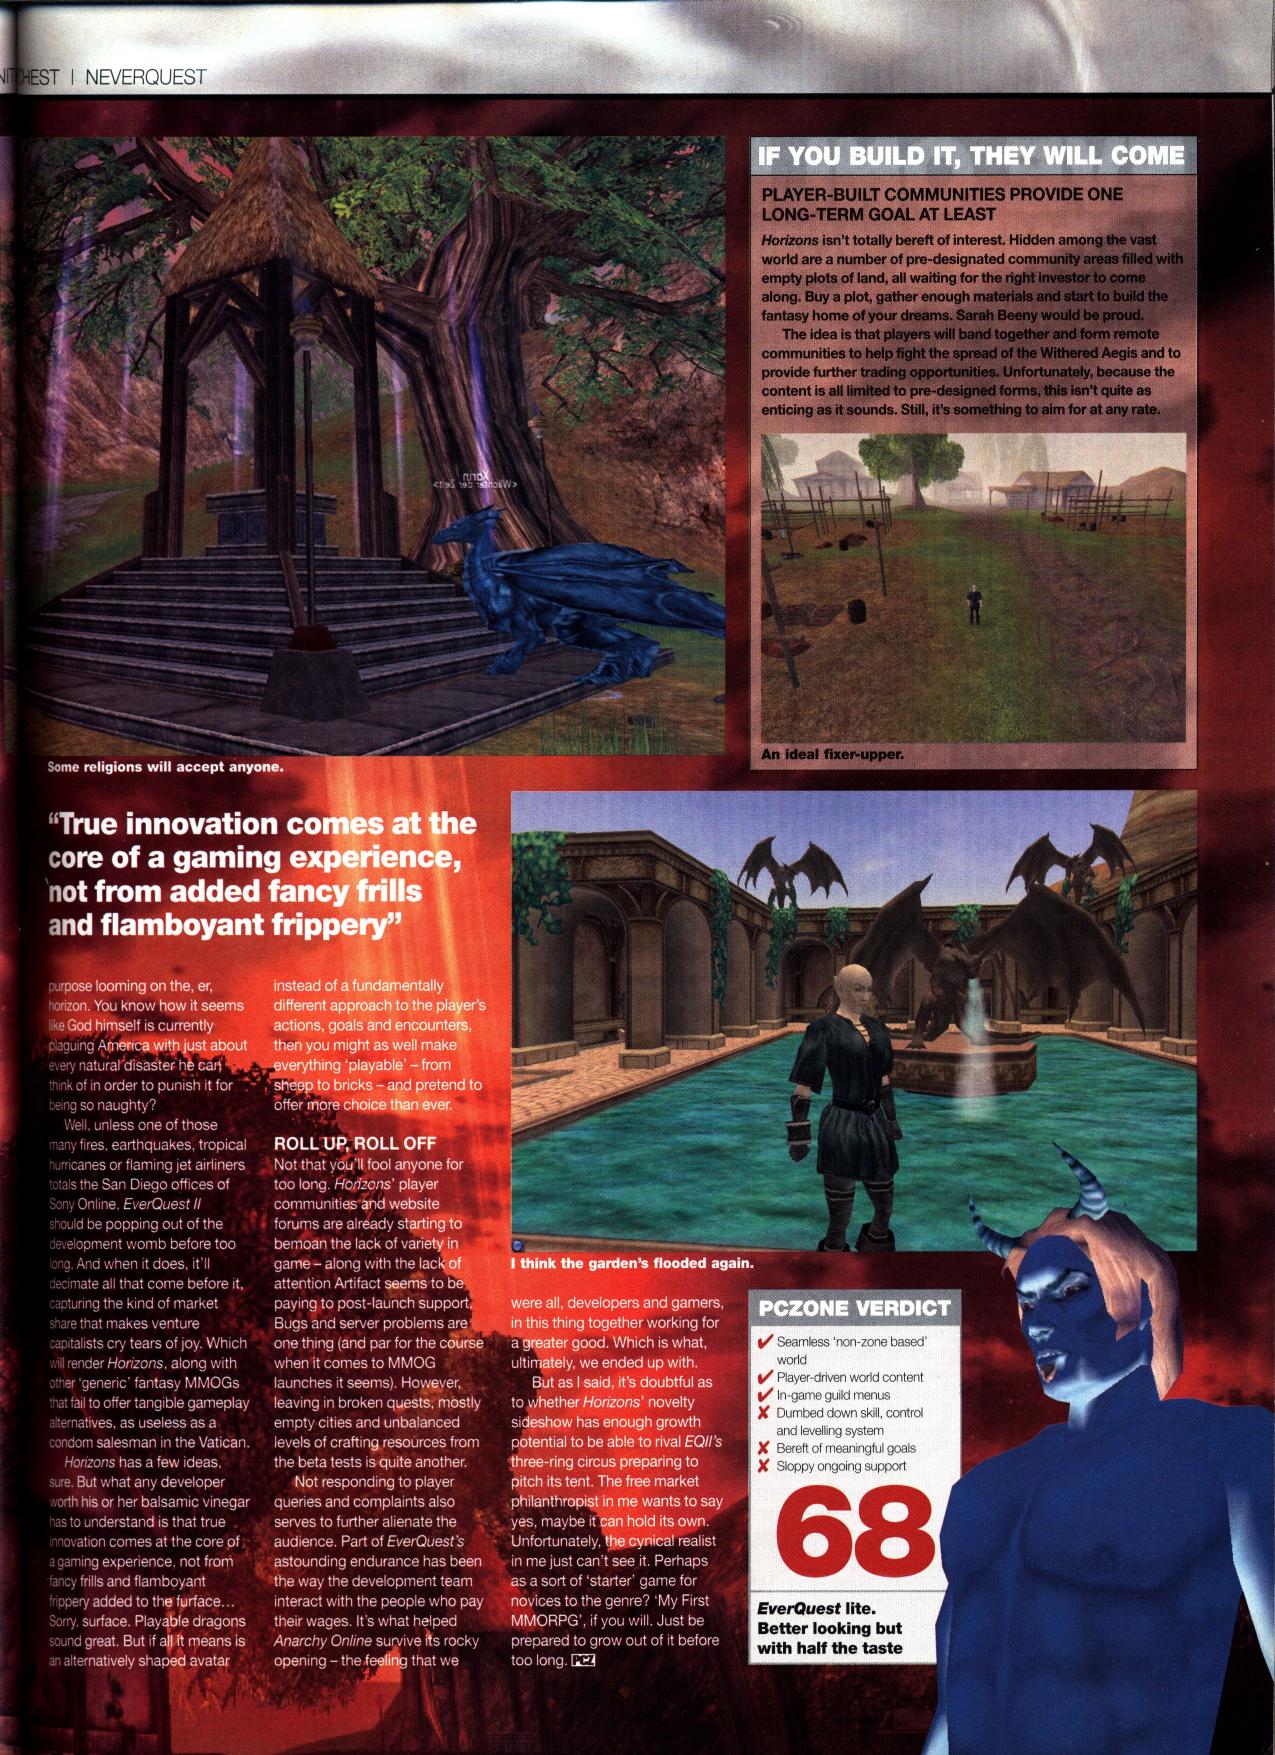 HEST | NEVERQUEST
Some religions will accept anyone.
IF YOU BUILD IT, THEY WILL COME
PLAYER-BUILT COMMUNITIES PROVIDE ONE
LONG-TERM GOAL AT LEAST
Horizons isn't totally bereft of interest. Hidden among the vast
world are a number of pre-designated community areas filled with
empty plots of land, all waiting for the right investor to come
along. Buy a plot, gather enough materials and start to build the
fantasy home of your dreams. Sarah Beeny would be proud.
The idea is that players will band together and form remote
communities to help fight the spread of the Withered Aegis and to
provide further trading opportunities. Unfortunately, because the
content is all limited to pre-designed forms, this isn't quite as
enticing as it sounds. Still, it's something to aim for at any rate.
An ideal fixer-upper.
"True innovation comes at the
core of a gaming experience,
not from added fancy frills
and flamboyant frippery"
purpose looming on the, er,
horizon. You know how it seems
like God himself is currently
plaguing America with just about
every natural disaster he can
think of in order to punish it for
being so naughty?
Well, unless one of those
many fires, earthquakes, tropical
hurricanes or flaming jet airliners
totals the San Diego offices of
Sony Online, EverQuest II
should be popping out of the
development womb before too
long. And when it does, it'll
decimate all that come before it,
capturing the kind of market
share that makes venture
capitalists cry tears of joy. Which
will render Horizons, along with
other 'generic' fantasy MMOGs
that fail to offer tangible gameplay
alternatives, as useless as a
condom salesman in the Vatican.
Horizons has a few ideas,
sure. But what any developer
worth his or her balsamic vinegar
has to understand is that true
innovation comes at the core of
a gaming experience, not from
fancy frills and flamboyant
frippery added to the furface...
Sorry, surface. Playable dragons
sound great. But if all it means is
an alternatively shaped avatar
instead of a fundamentally
different approach to the player's
actions, goals and encounters,
then you might as well make
everything 'playable' – from
sheep to bricks – and pretend to
offer more choice than ever.
ROLL UP, ROLL OFF
Not that you'll fool anyone for
too long. Horizons' player
communities and website
forums are already starting to
bemoan the lack of variety in
game – along with the lack of
attention Artifact seems to be
paying to post-launch support.
Bugs and server problems are
one thing (and par for the course
when it comes to MMOG
launches it seems). However,
leaving in broken quests, mostly
empty cities and unbalanced
levels of crafting resources from
the beta tests is quite another.
Not responding to player
queries and complaints also
serves to further alienate the
audience. Part of EverQuest's
astounding endurance has been
the way the development team
interact with the people who pay
their wages. It's what helped
Anarchy Online survive its rocky
opening – the feeling that we
I think the garden's flooded again.
were all, developers and gamers,
in this thing together working for
a greater good. Which is what,
ultimately, we ended up with.
But as I said, it's doubtful as
to whether Horizons' novelty
sideshow has enough growth
potential to be able to rival EQII's
three-ring circus preparing to
pitch its tent. The free market
philanthropist in me wants to say
yes, maybe it can hold its own.
Unfortunately, the cynical realist
in me just can't see it. Perhaps
as a sort of 'starter' game for
novices to the genre? 'My First
MMORPG', if you will. Just be
prepared to grow out of it before
too long. PCZ
PCZONE VERDICT
✔ Seamless 'non-zone based'
world
✔ Player-driven world content
✔ In-game guild menus
✘ Dumbed down skill, control
and levelling system
✘ Bereft of meaningful goals
✘ Sloppy ongoing support
68
EverQuest lite.
Better looking but
with half the taste